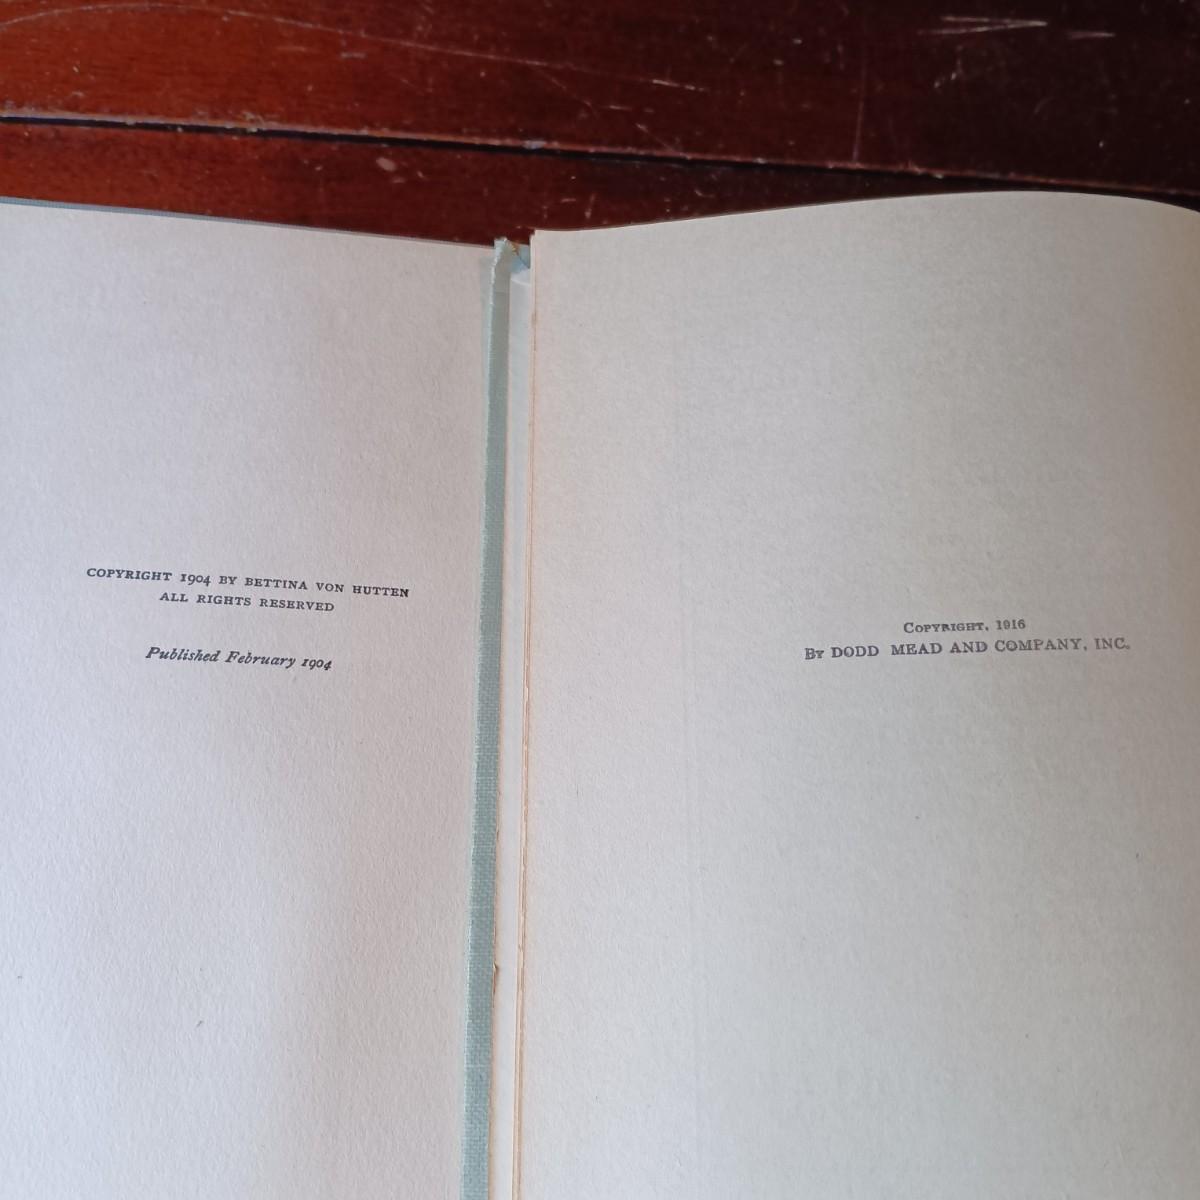 COPYRIGHT 1904 BY BETTINA VON HUTTEN
ALL RIGHTS RESERVED
Published February 1904
COPYRIGHT, 1916
BY DODD MEAD AND COMPANY, INC.